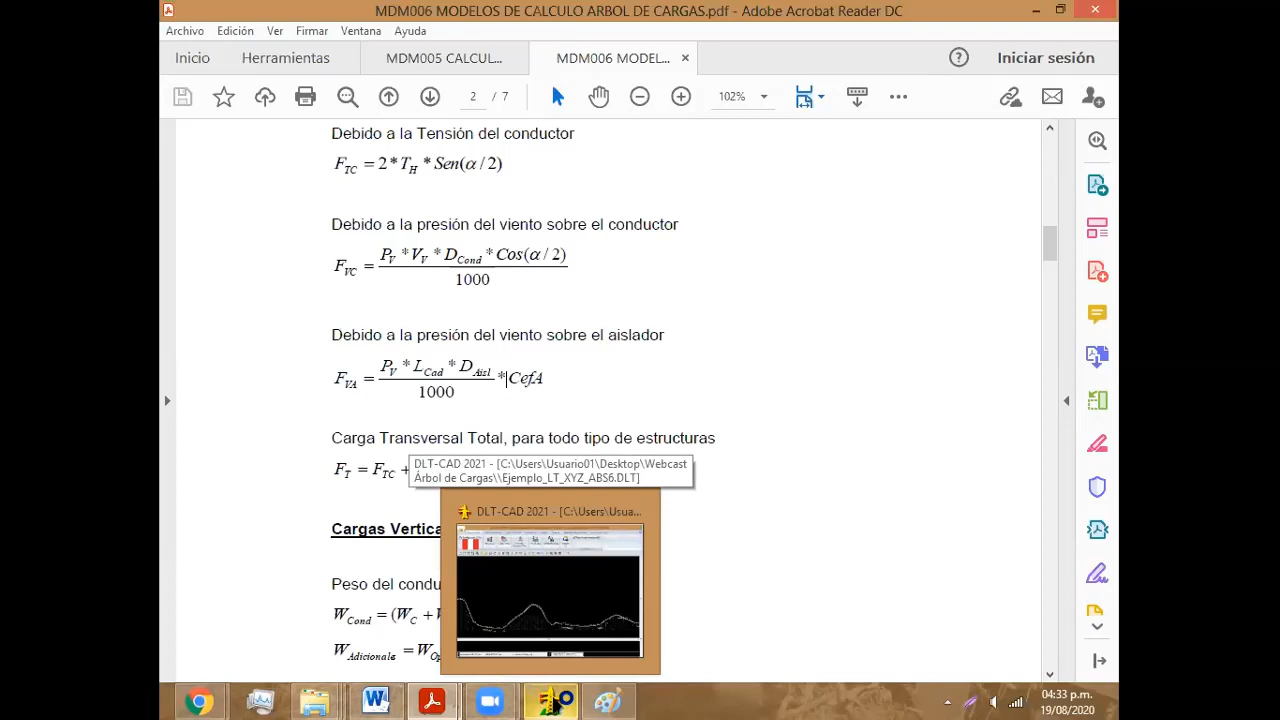 MDM006 MODELOS DE CALCULO ARBOL DE CARGAS.pdf - Adobe Acrobat Reader DC
Archivo Edición Ver Firmar Ventana Ayuda
Inicio Herramientas MDM005 CALCUL... MDM006 MODEL... × ? Iniciar sesión
2 / 7 102%
Debido a la Tensión del conductor
F_TC = 2 * T_H * Sen(α / 2)
Debido a la presión del viento sobre el conductor
F_VC = P_V * V_V * D_Cond * Cos(α / 2)
1000
Debido a la presión del viento sobre el aislador
F_VA = P_V * L_Cad * D_Aisl * CefA
1000
Carga Transversal Total, para todo tipo de estructuras
F_T = F_TC +
DLT-CAD 2021 - [C:\Users\Usuario01\Desktop\Webcast
Árbol de Cargas\\Ejemplo_LT_XYZ_ABS6.DLT]
DLT-CAD 2021 - [C:\Users\Usua...
Cargas Vertica
Peso del condu
W_Cond = (W_C +
W_Adicionale = W_Op
04:33 p.m.
19/08/2020